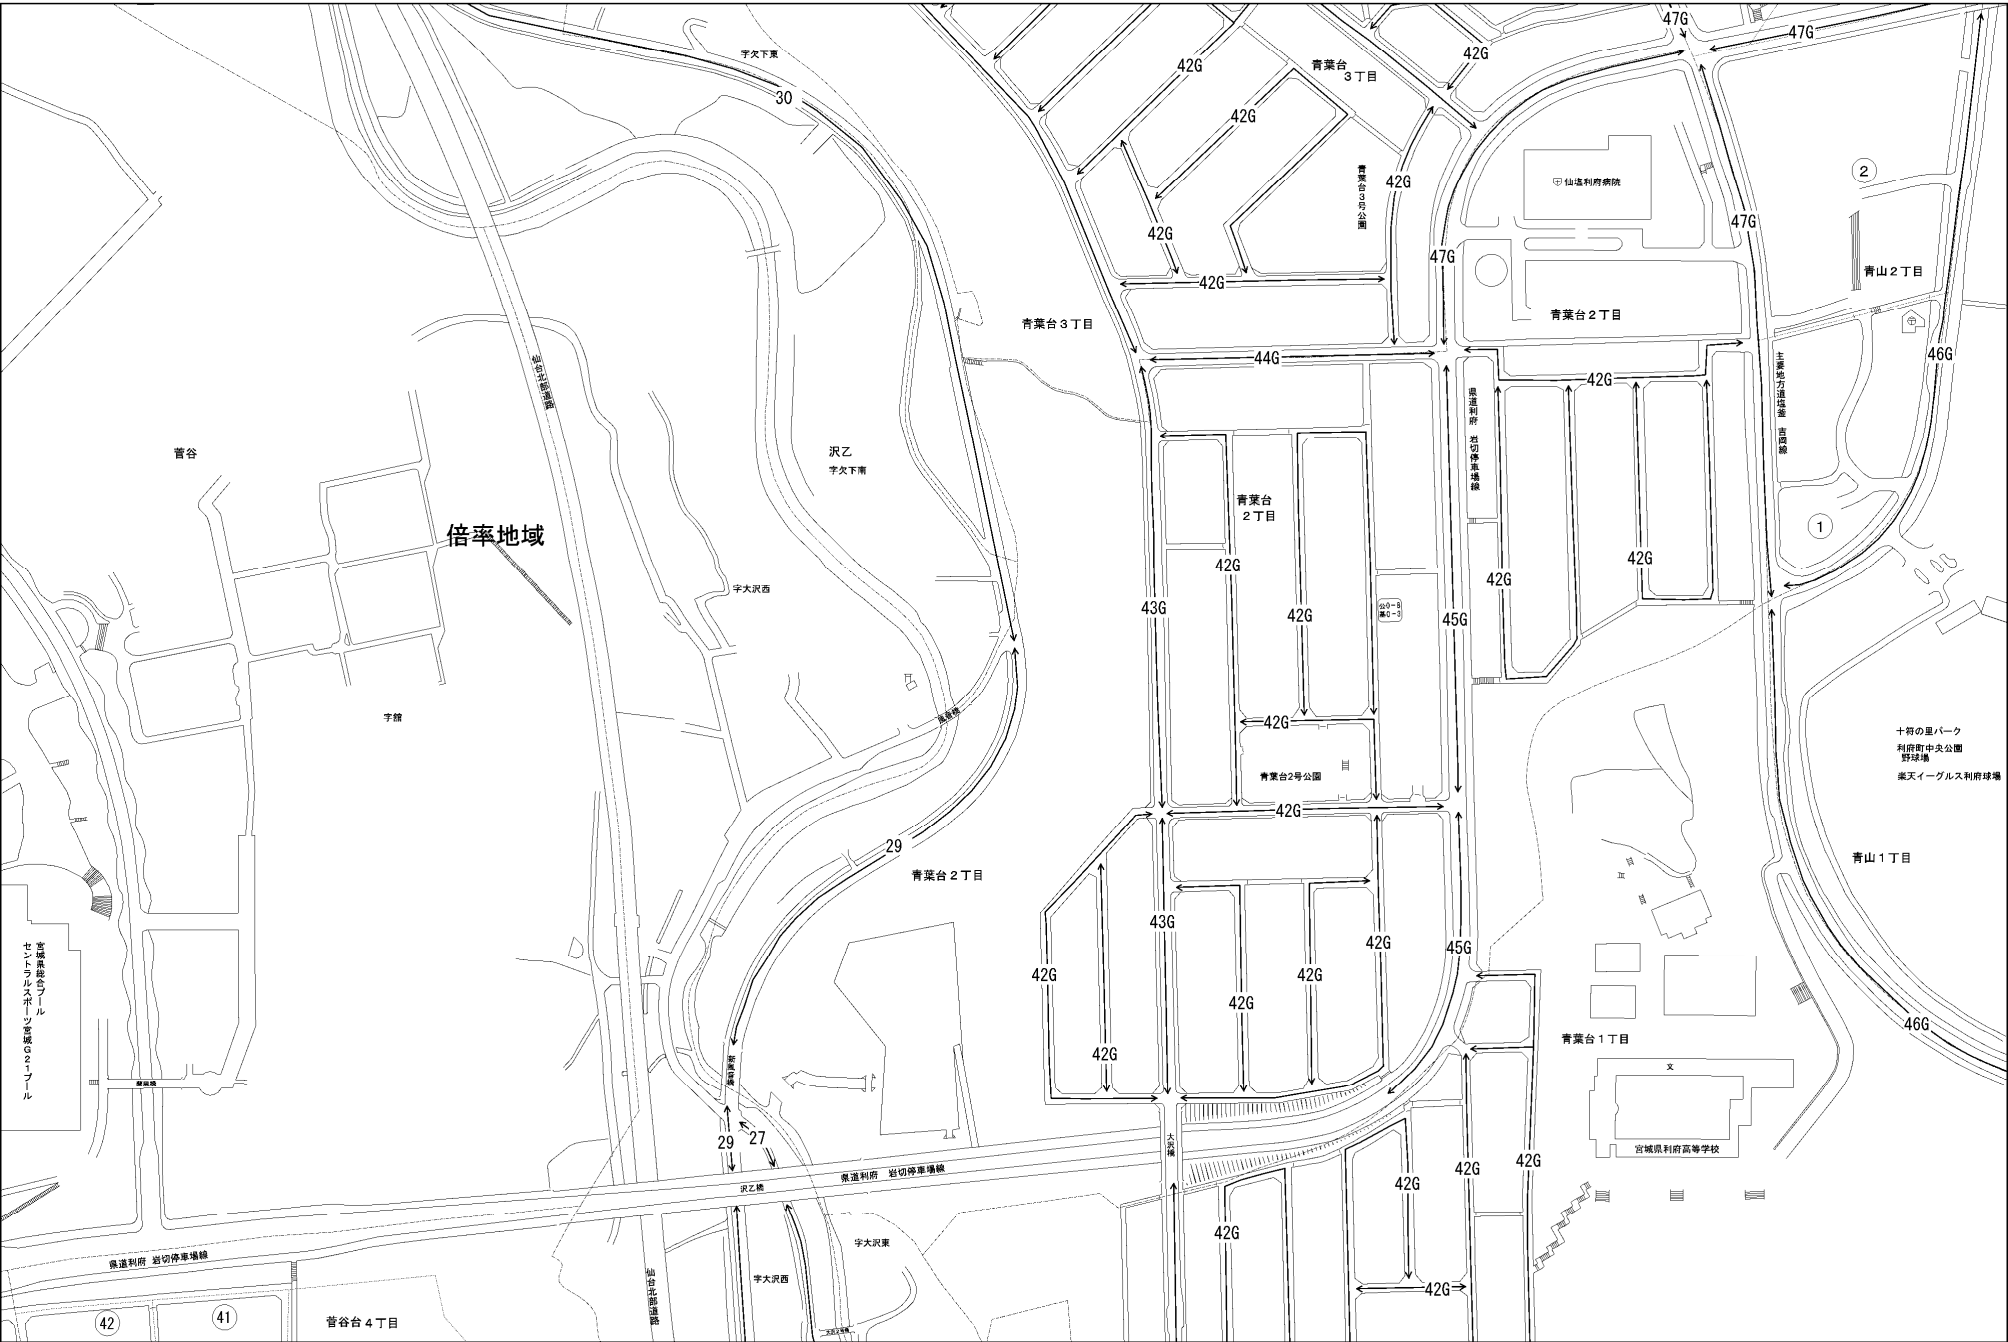 47G
47G
字欠下東
30
42G
42G
青葉台
3丁目
42G
青葉台3号公園
42G
仙塩利府病院
2
47G
42G
47G
青山2丁目
42G
青葉台3丁目
青葉台2丁目
44G
42G
46G
主要地方道塩釜 吉岡線
県道利府 岩切停車場線
仙台北部道路
菅谷
沢乙
字欠下南
倍率地域
青葉台
2丁目
1
字大沢西
42G
42G
42G
42G
43G
45G
公0-8
墓0-3
字舘
42G
十符の里パーク
利府町中央公園
野球場
楽天イーグルス利府球場
青葉台2号公園
42G
29
青葉台2丁目
青山1丁目
43G
42G
45G
42G
42G
42G
42G
宮城県総合プール
セントラルスポーツ宮城G21プール
46G
青葉台1丁目
文
新風音橋
29
27
大沢橋
宮城県利府高等学校
42G
42G
42G
県道利府 岩切停車場線
沢乙橋
42G
字大沢東
県道利府 岩切停車場線
字大沢西
仙台北部道路
42G
42
41
菅谷台4丁目